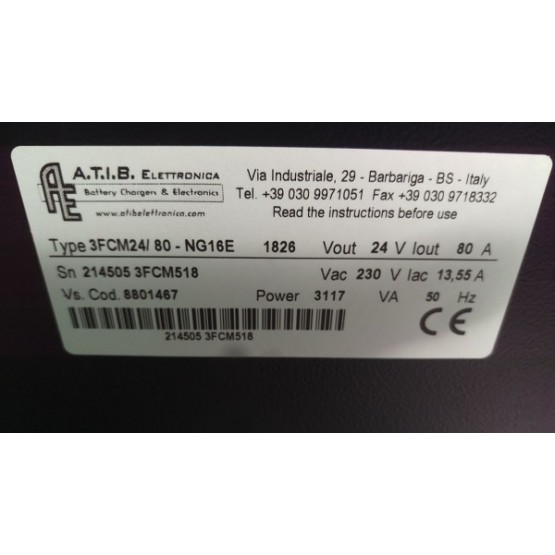 AE
A.T.I.B. ELETTRONICA
Battery Chargers & Electronics
www.atibelettronica.com
Via Industriale, 29 - Barbariga - BS - Italy
Tel. +39 030 9971051 Fax +39 030 9718332
Read the instructions before use
Type 3FCM24/ 80 - NG16E 1826 Vout 24 V Iout 80 A
Sn 214505 3FCM518 Vac 230 V Iac 13,55 A
Vs. Cod. 8801467 Power 3117 VA 50 Hz
214505 3FCM518
CE